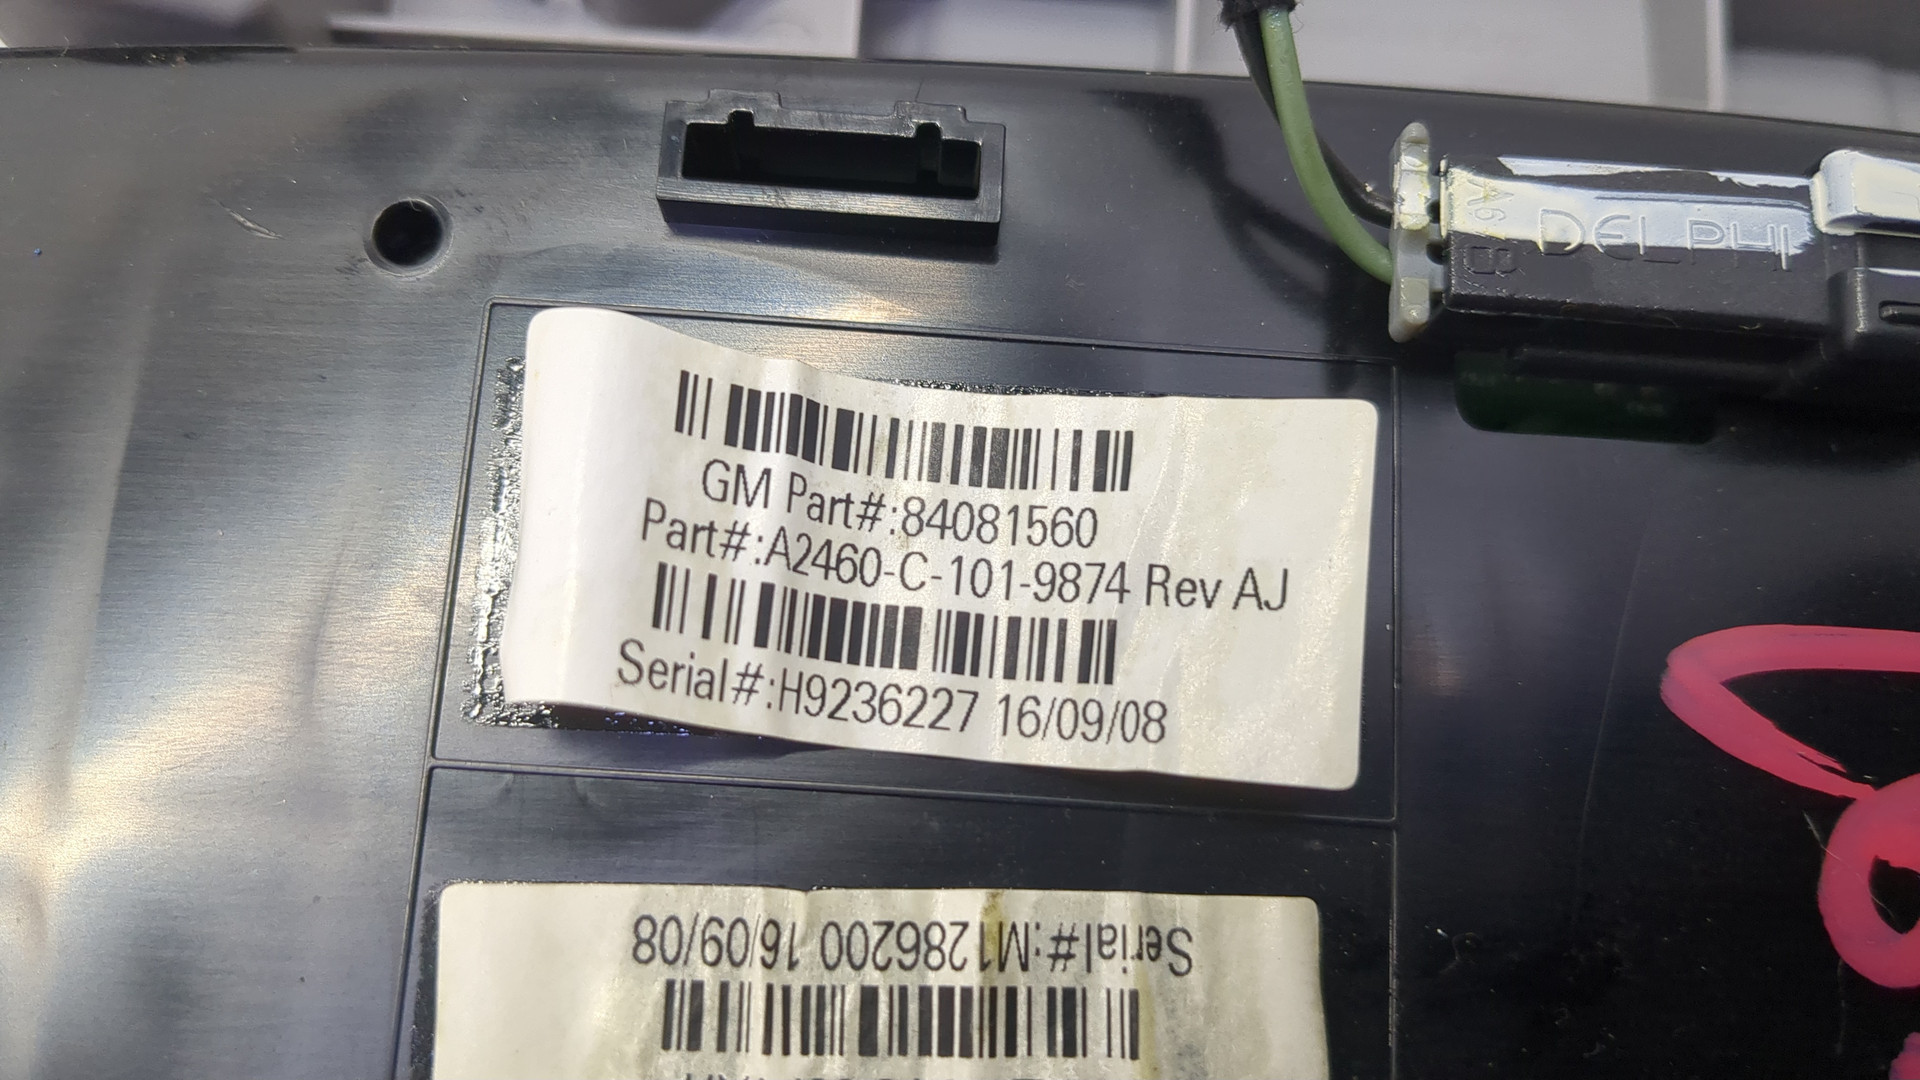 A6V
B
DELPHI
GM Part#:84081560
Part#:A2460-C-101-9874 Rev AJ
Serial#:H9236227 16/09/08
Serial#:M1286200 16/09/08